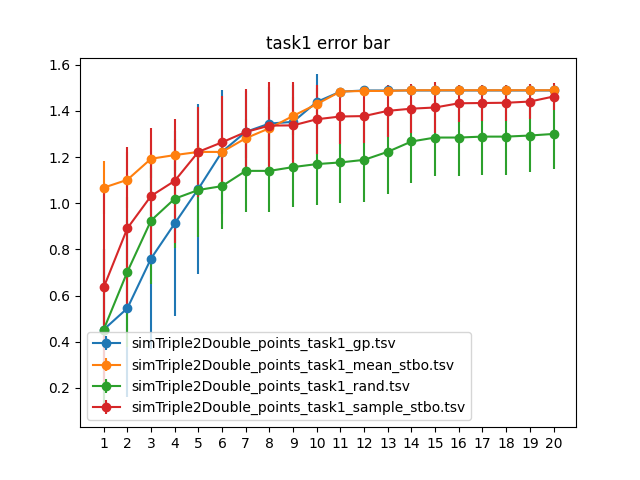 task1 error bar
1.6
1.4
1.2
1.0
0.8
0.6
0.4
0.2
simTriple2Double_points_task1_gp.tsv
simTriple2Double_points_task1_mean_stbo.tsv
simTriple2Double_points_task1_rand.tsv
simTriple2Double_points_task1_sample_stbo.tsv
1 2 3 4 5 6 7 8 9 10 11 12 13 14 15 16 17 18 19 20